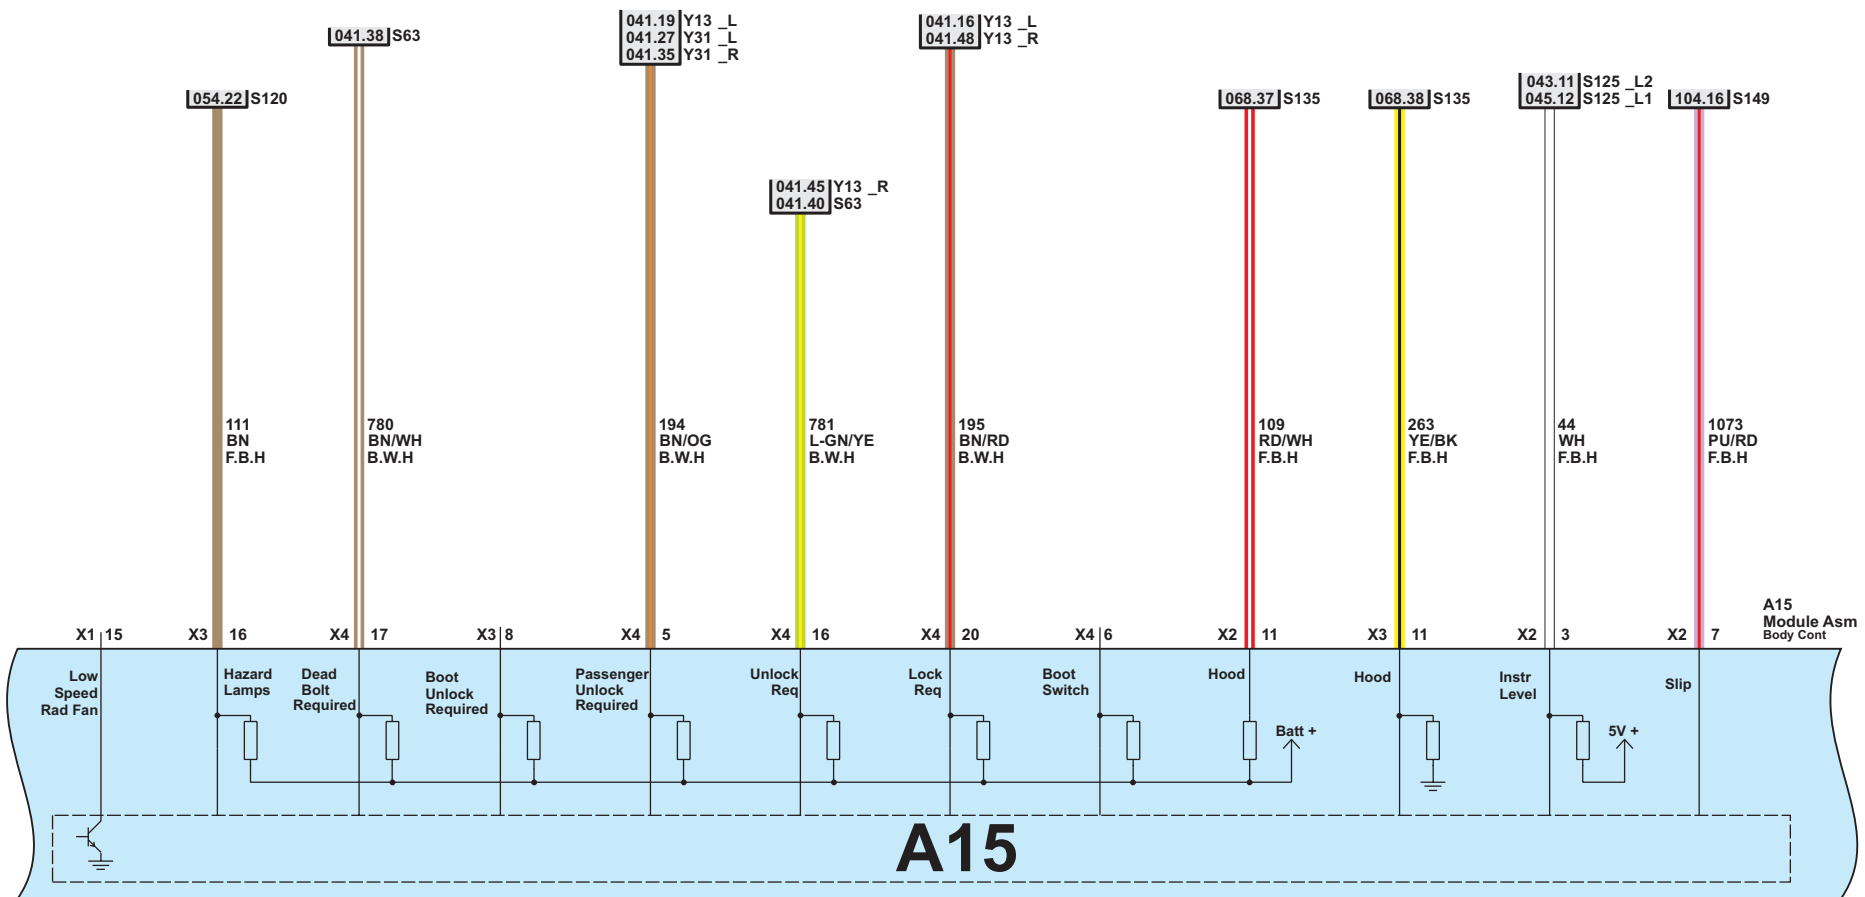 041.19 Y13 _L
041.27 Y31 _L
041.35 Y31 _R
041.16 Y13 _L
041.48 Y13 _R
041.38 S63
054.22 S120
068.37 S135
068.38 S135
043.11 S125 _L2
045.12 S125 _L1
104.16 S149
041.45 Y13 _R
041.40 S63
111
BN
F.B.H
780
BN/WH
B.W.H
194
BN/OG
B.W.H
781
L-GN/YE
B.W.H
195
BN/RD
B.W.H
109
RD/WH
F.B.H
263
YE/BK
F.B.H
44
WH
F.B.H
1073
PU/RD
F.B.H
A15
Module Asm
Body Cont
X1 15
X3 16
X4 17
X3 8
X4 5
X4 16
X4 20
X4 6
X2 11
X3 11
X2 3
X2 7
Low
Speed
Rad Fan
Hazard
Lamps
Dead
Bolt
Required
Boot
Unlock
Required
Passenger
Unlock
Required
Unlock
Req
Lock
Req
Boot
Switch
Hood
Hood
Instr
Level
Slip
Batt +
5V +
A15